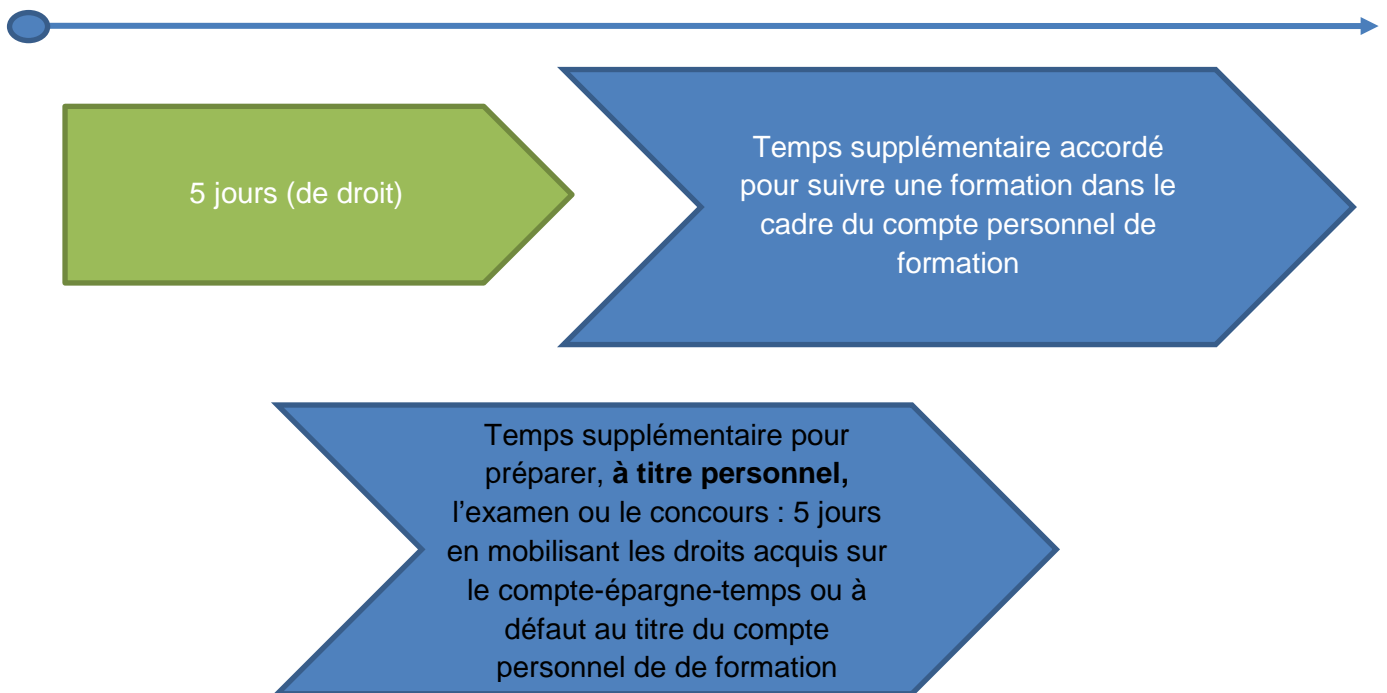 5 jours (de droit)
Temps supplémentaire accordé
pour suivre une formation dans le
cadre du compte personnel de
formation
Temps supplémentaire pour
préparer, à titre personnel,
l’examen ou le concours : 5 jours
en mobilisant les droits acquis sur
le compte-épargne-temps ou à
défaut au titre du compte
personnel de de formation